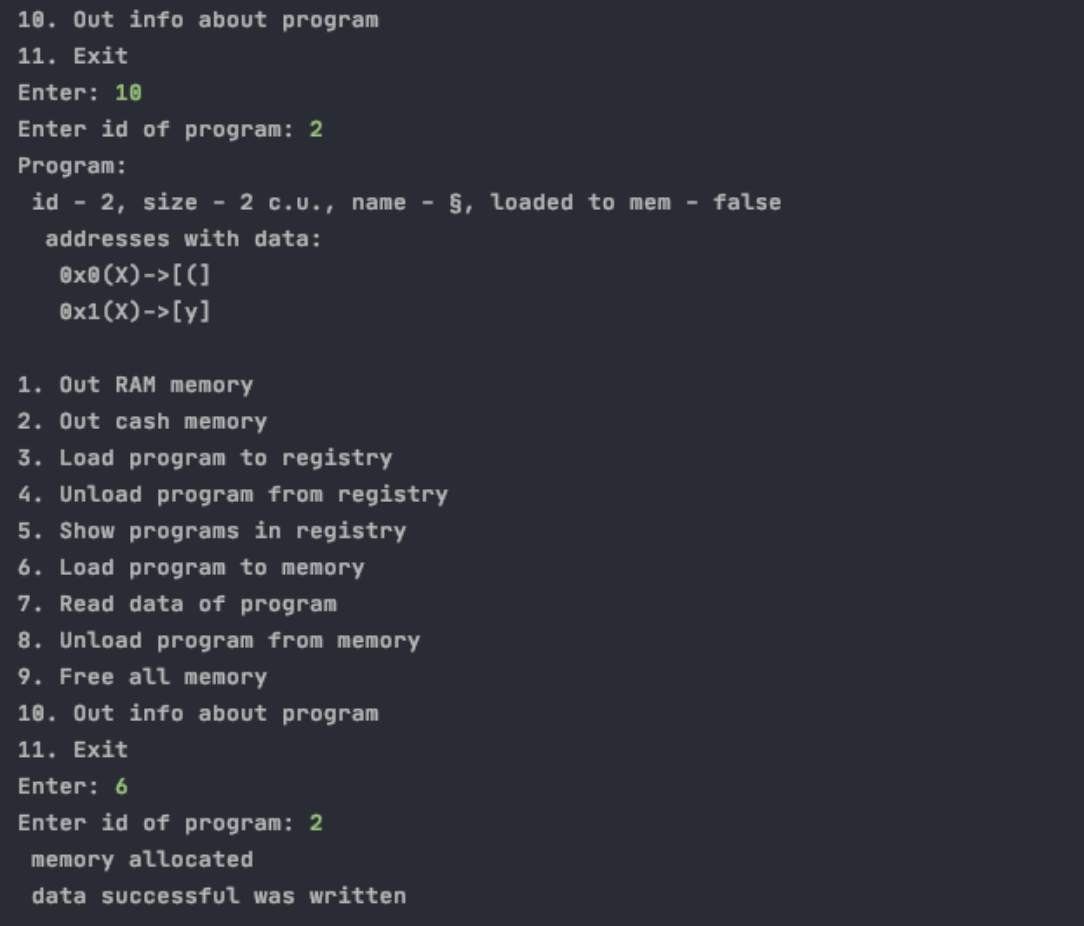 10. Out info about program
11. Exit
Enter: 10
Enter id of program: 2
Program:
id - 2, size - 2 c.u., name - §, loaded to mem - false
addresses with data:
0x0(X)->[(]
0x1(X)->[y]
1. Out RAM memory
2. Out cash memory
3. Load program to registry
4. Unload program from registry
5. Show programs in registry
6. Load program to memory
7. Read data of program
8. Unload program from memory
9. Free all memory
10. Out info about program
11. Exit
Enter: 6
Enter id of program: 2
memory allocated
data successful was written